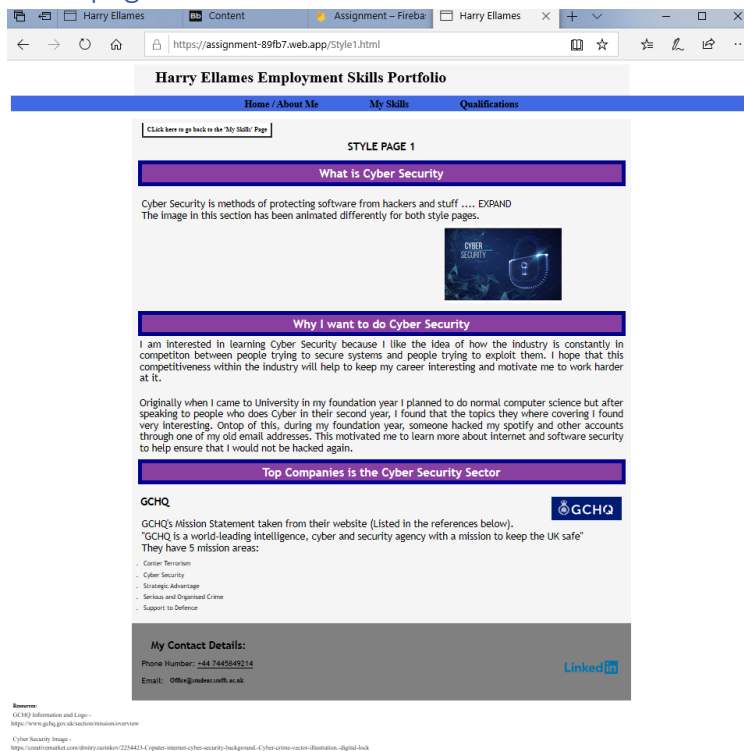 Harry Ellames
Bb Content
Assignment – Fireba
Harry Ellames
https://assignment-89fb7.web.app/Style1.html
Harry Ellames Employment Skills Portfolio
Home / About Me My Skills Qualifications
CLick here to go back to the 'My Skills' Page
STYLE PAGE 1
What is Cyber Security
Cyber Security is methods of protecting software from hackers and stuff .... EXPAND
The image in this section has been animated differently for both style pages.
CYBER
SECURITY
Why I want to do Cyber Security
I am interested in learning Cyber Security because I like the idea of how the industry is constantly in
competiton between people trying to secure systems and people trying to exploit them. I hope that this
competitiveness within the industry will help to keep my career interesting and motivate me to work harder
at it.
Originally when I came to University in my foundation year I planned to do normal computer science but after
speaking to people who does Cyber in their second year, I found that the topics they where covering I found
very interesting. Ontop of this, during my foundation year, someone hacked my spotify and other accounts
through one of my old email addresses. This motivated me to learn more about internet and software security
to help ensure that I would not be hacked again.
Top Companies is the Cyber Security Sector
GCHQ
GCHQ
GCHQ's Mission Statement taken from their website (Listed in the references below).
"GCHQ is a world-leading intelligence, cyber and security agency with a mission to keep the UK safe"
They have 5 mission areas:
Conter Terrorism
Cyber Security
Strategic Advantage
Serious and Organised Crime
Support to Defence
My Contact Details:
Phone Number: +44 7445649214
Linked in
Email:
Resources:
GCHQ Information and Logo -
https://www.gchq.gov.uk/section/mission/overview
Cyber Security Image -